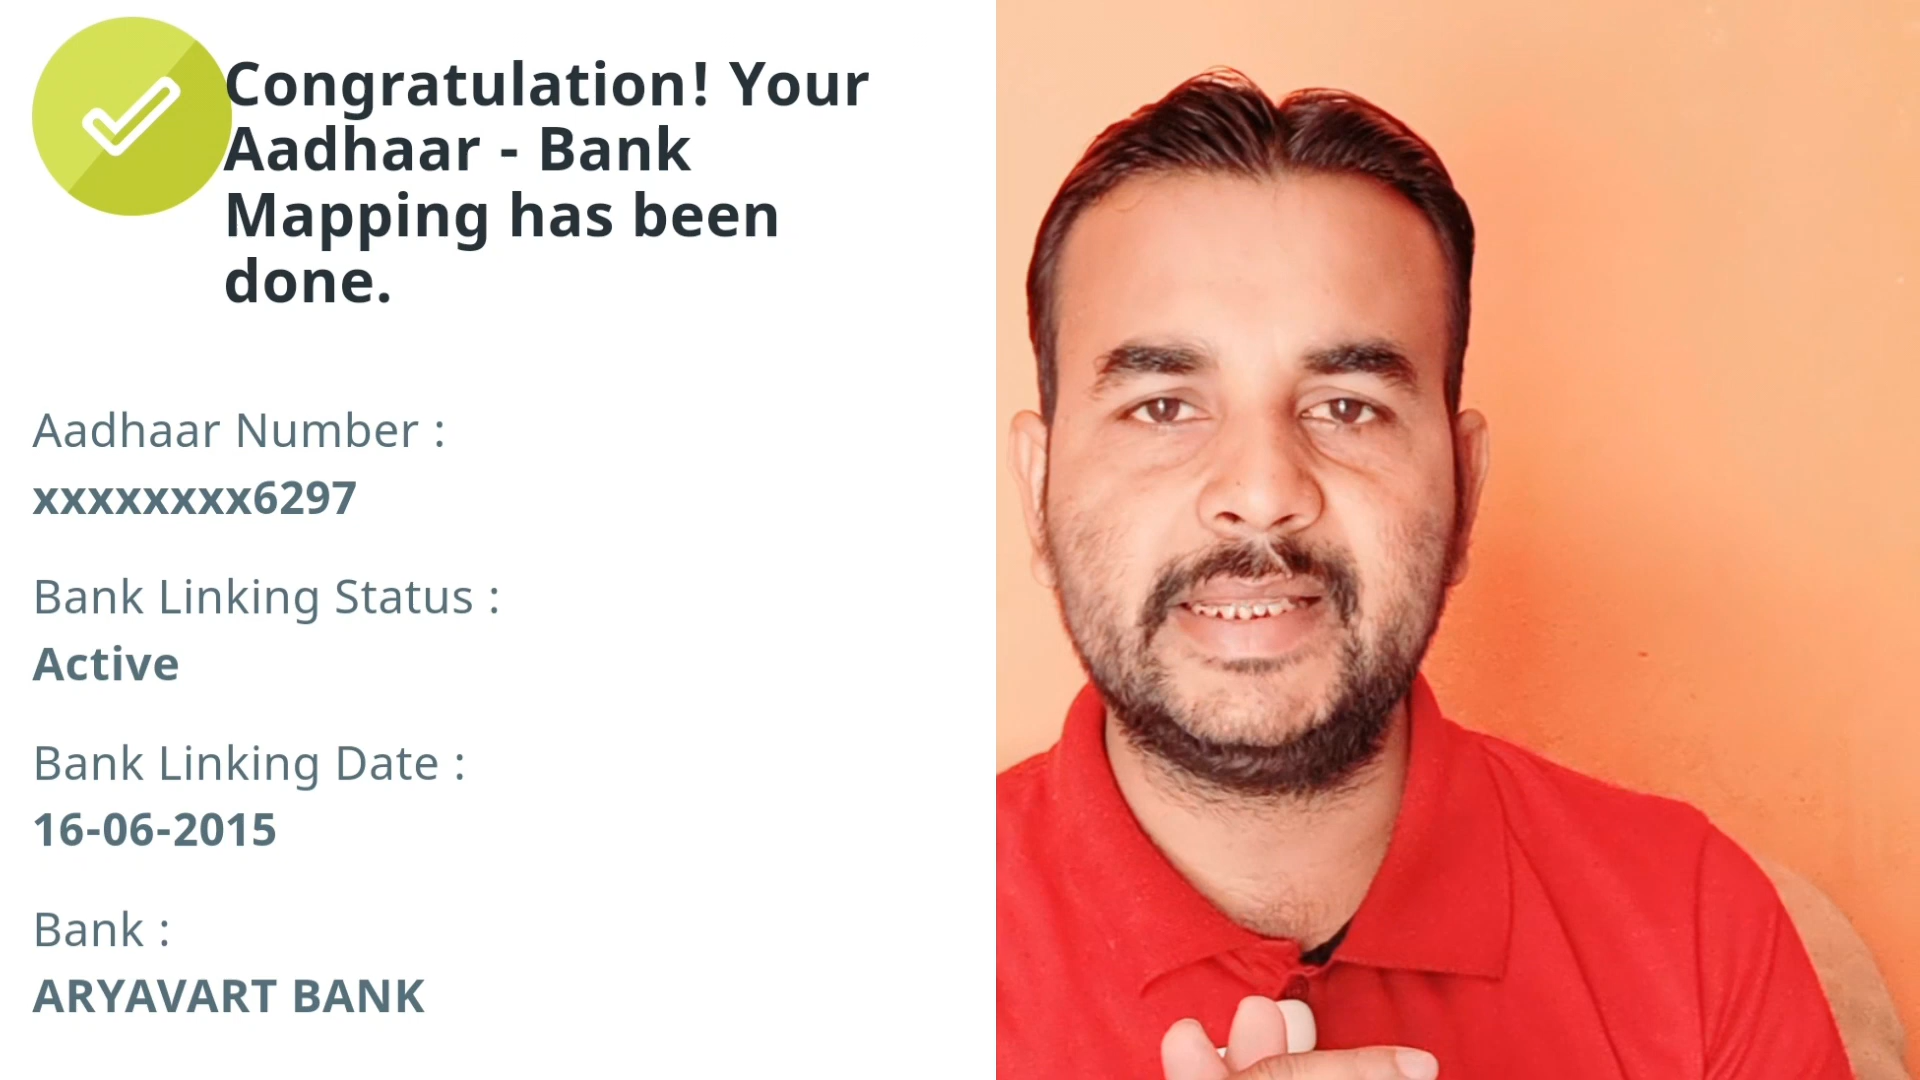 Congratulation! Your
Aadhaar - Bank
Mapping has been
done.
Aadhaar Number :
xxxxxxxx6297
Bank Linking Status :
Active
Bank Linking Date :
16-06-2015
Bank :
ARYAVART BANK